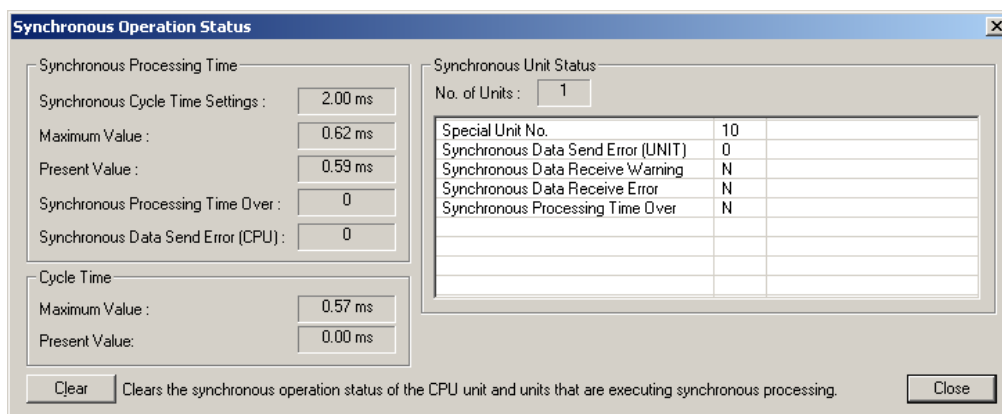 Synchronous Operation Status
Synchronous Processing Time
Synchronous Cycle Time Settings : 2.00 ms
Maximum Value : 0.62 ms
Present Value : 0.59 ms
Synchronous Processing Time Over : 0
Synchronous Data Send Error (CPU) : 0
Cycle Time
Maximum Value : 0.57 ms
Present Value: 0.00 ms
Synchronous Unit Status
No. of Units : 1
Special Unit No. 10
Synchronous Data Send Error (UNIT) 0
Synchronous Data Receive Warning N
Synchronous Data Receive Error N
Synchronous Processing Time Over N
Clear Clears the synchronous operation status of the CPU unit and units that are executing synchronous processing. Close